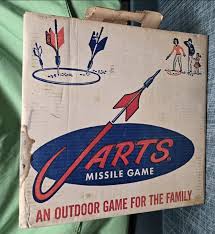 JARTS
MISSILE GAME
AN OUTDOOR GAME FOR THE FAMILY